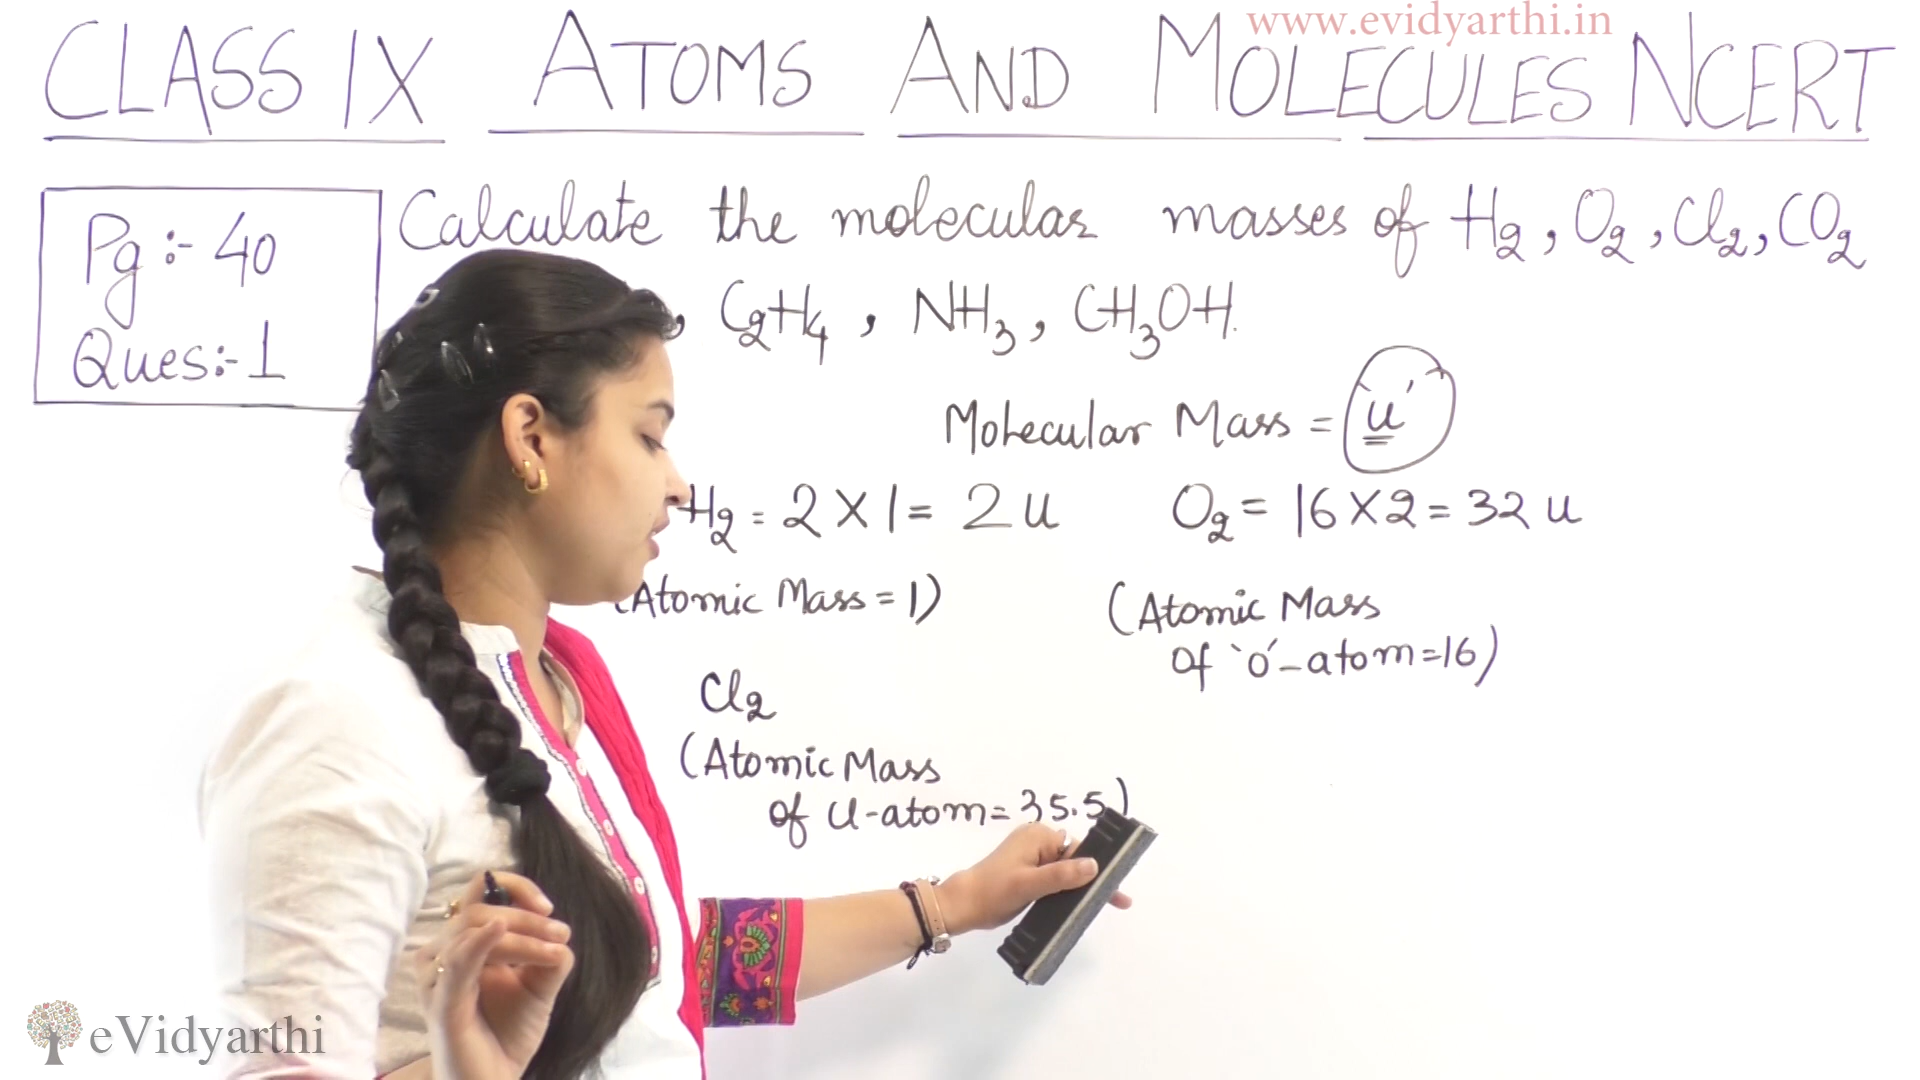 www.evidyarthi.in
CLASS IX ATOMS AND MOLECULES NCERT
Pg:- 40
Ques:- 1
Calculate the molecular masses of H2, O2, Cl2, CO2
, C2H4, NH3, CH3OH.
Molecular Mass = 'u'
H2 = 2 X 1 = 2 u
O2 = 16 X 2 = 32 u
(Atomic Mass = 1)
(Atomic Mass
of 'O'-atom = 16)
Cl2
(Atomic Mass
of Cl-atom = 35.5)
eVidyarthi